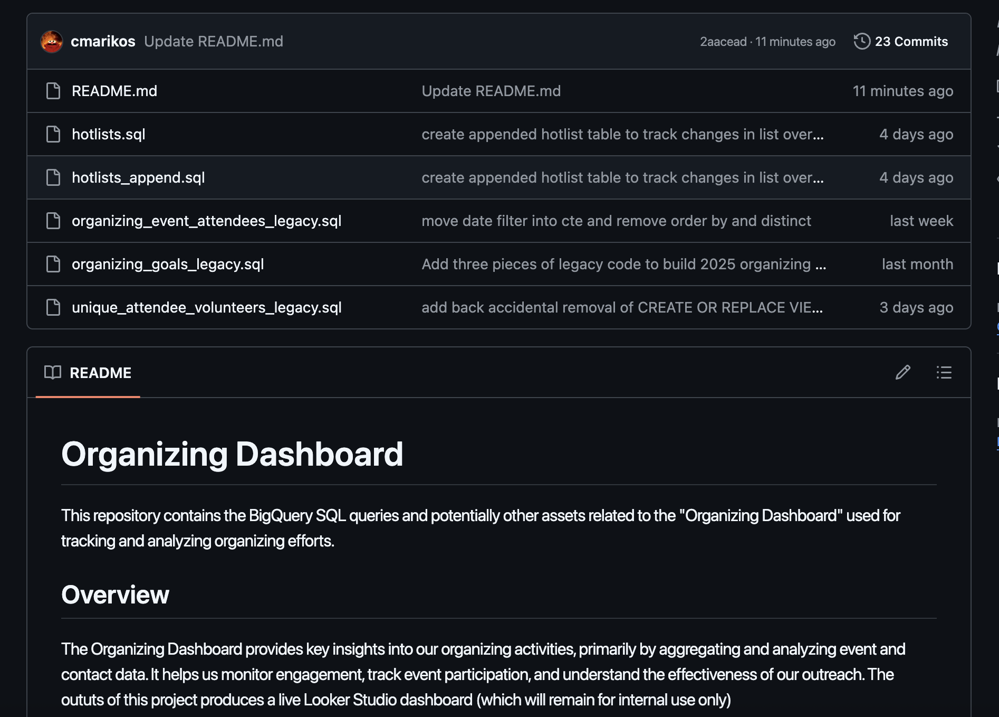 cmarikos Update README.md 2aacead · 11 minutes ago 23 Commits
README.md Update README.md 11 minutes ago
hotlists.sql create appended hotlist table to track changes in list over... 4 days ago
hotlists_append.sql create appended hotlist table to track changes in list over... 4 days ago
organizing_event_attendees_legacy.sql move date filter into cte and remove order by and distinct last week
organizing_goals_legacy.sql Add three pieces of legacy code to build 2025 organizing ... last month
unique_attendee_volunteers_legacy.sql add back accidental removal of CREATE OR REPLACE VIE... 3 days ago
README
Organizing Dashboard
This repository contains the BigQuery SQL queries and potentially other assets related to the "Organizing Dashboard" used for
tracking and analyzing organizing efforts.
Overview
The Organizing Dashboard provides key insights into our organizing activities, primarily by aggregating and analyzing event and
contact data. It helps us monitor engagement, track event participation, and understand the effectiveness of our outreach. The
oututs of this project produces a live Looker Studio dashboard (which will remain for internal use only)